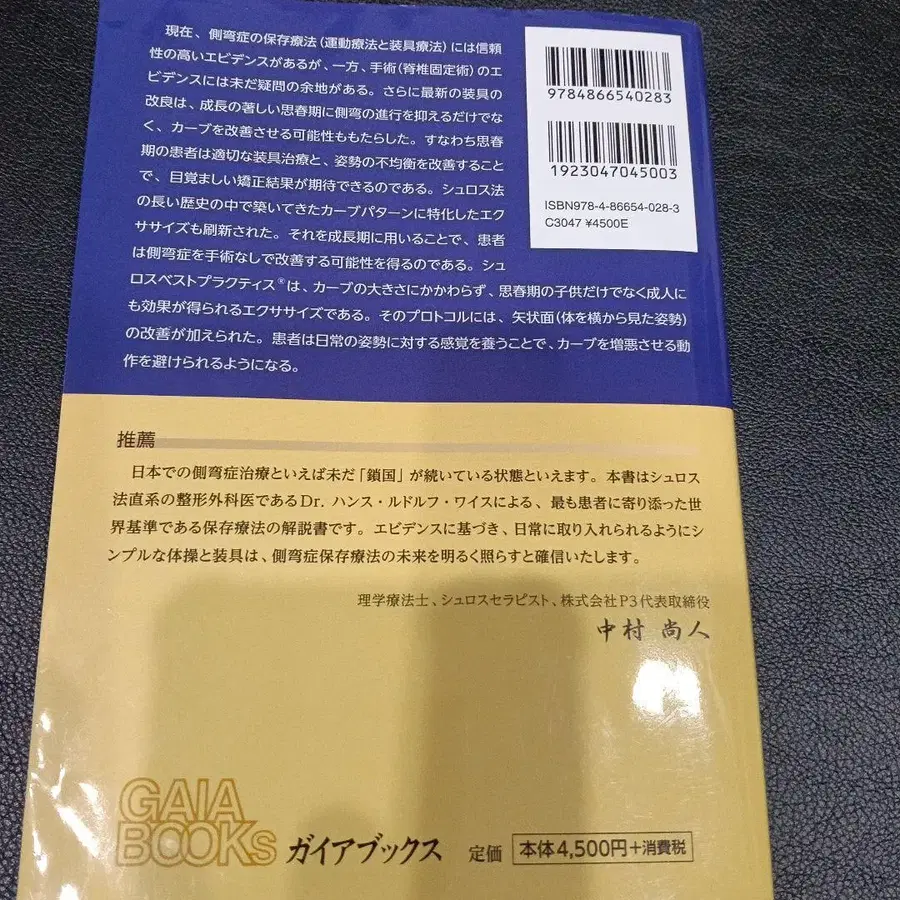 現在、側弯症の保存療法(運動療法と装具療法)には信頼
性の高いエビデンスがあるが、一方、手術(脊椎固定術)のエ
ビデンスには未だ疑問の余地がある。さらに最新の装具の
改良は、成長の著しい思春期に側弯の進行を抑えるだけでな
く、カーブを改善させる可能性ももたらした。すなわち思春
期の患者は適切な装具治療と、姿勢の不均衡を改善すること
で、目覚ましい矯正結果が期待できるのである。シュロス法
の長い歴史の中で築いてきたカーブパターンに特化したエク
ササイズも刷新された。それを成長期に用いることで、患者
は側弯症を手術なしで改善する可能性を得るのである。シュ
ロスベストプラクティス®は、カーブの大きさにかかわらず、思春期の子供だけでなく成人に
も効果が得られるエクササイズである。そのプロトコルには、矢状面(体を横から見た姿勢)
の改善が加えられた。患者は日常の姿勢に対する感覚を養うことで、カーブを増悪させる動
作を避けられるようになる。
9784866540283
1923047045003
ISBN978-4-86654-028-3
C3047 ¥4500E
推薦
日本での側弯症治療といえば未だ「鎖国」が続いている状態といえます。本書はシュロス
法直系の整形外科医であるDr. ハンス・ルドルフ・ワイスによる、最も患者に寄り添った世
界基準である保存療法の解説書です。エビデンスに基づき、日常に取り入れられるようにシ
ンプルな体操と装具は、側弯症保存療法の未来を明るく照らすと確信いたします。
理学療法士、シュロスセラピスト、株式会社P3代表取締役
中村 尚人
GAIA
BOOKs
ガイアブックス 定価 本体4,500円+消費税